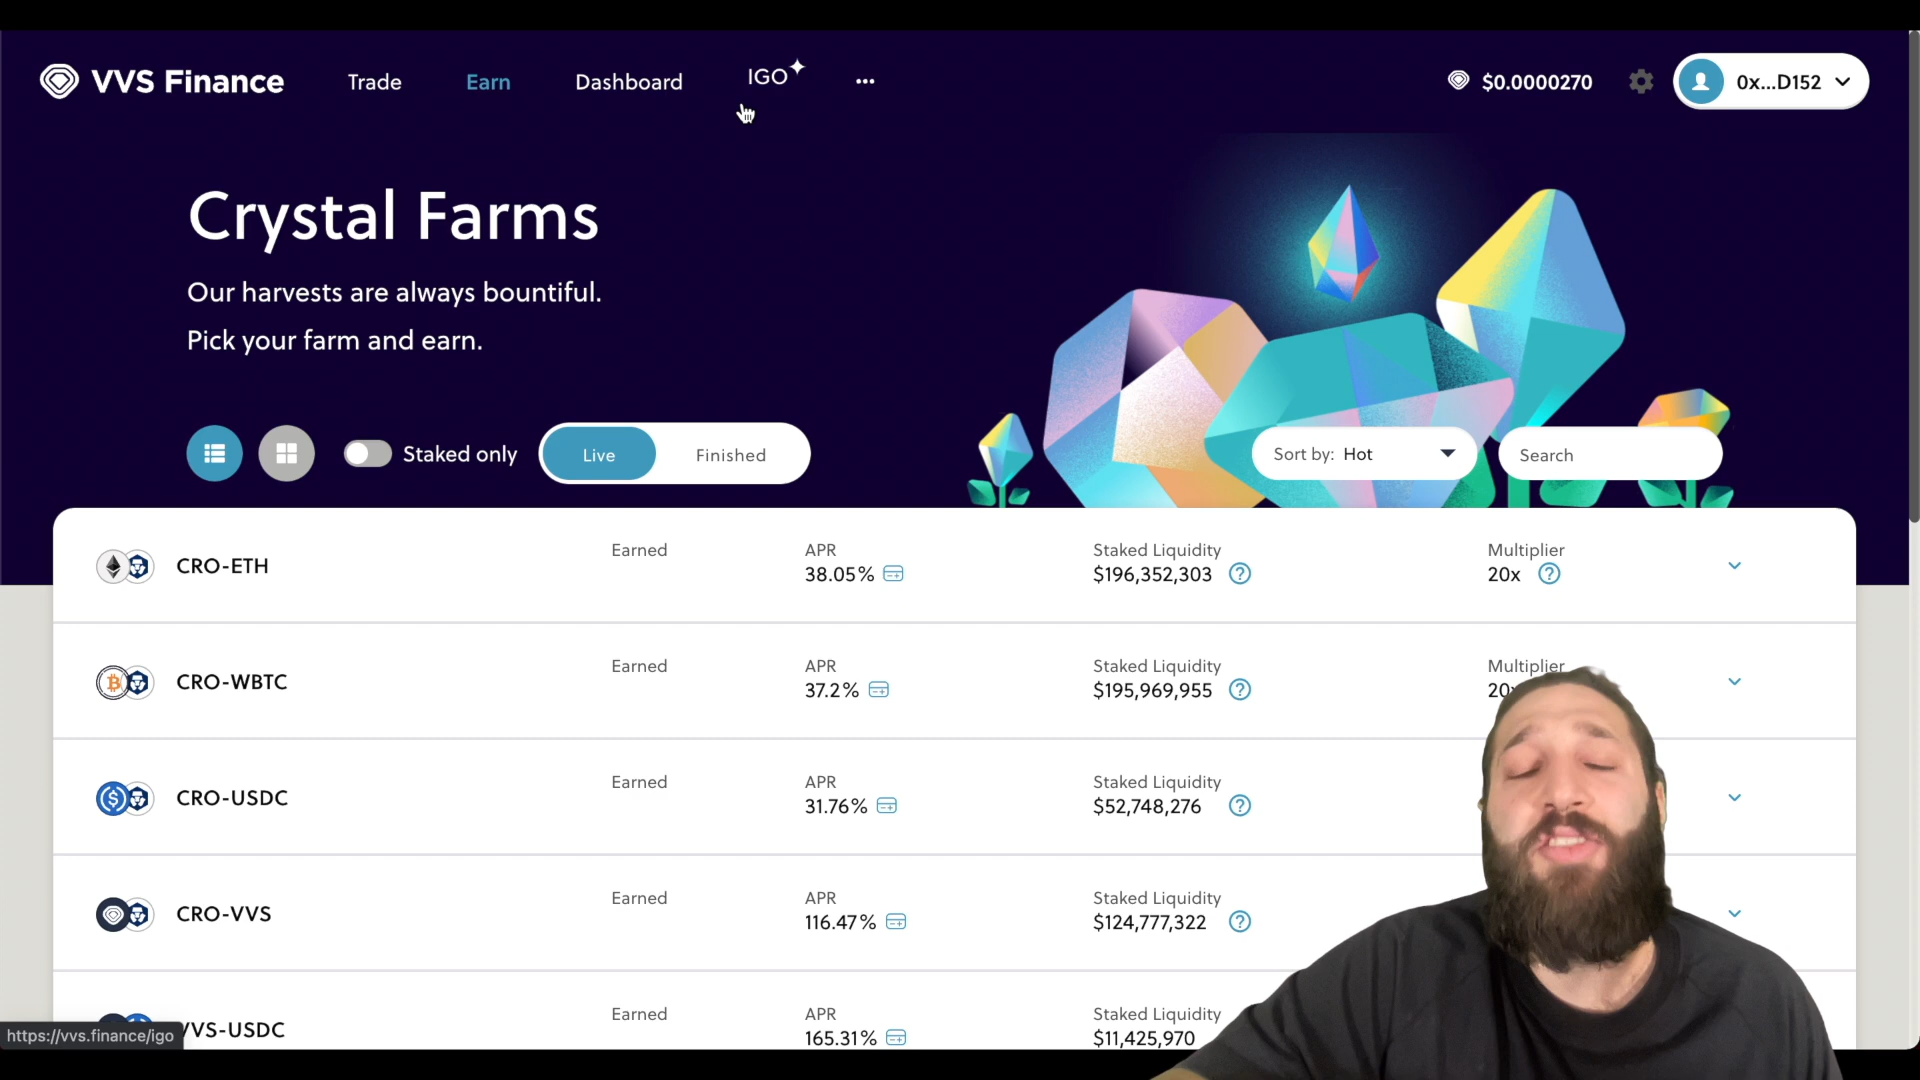 VVS Finance
Trade
Earn
Dashboard
IGO
$0.0000270
0x...D152
Crystal Farms
Our harvests are always bountiful.
Pick your farm and earn.
Staked only
Live
Finished
Sort by: Hot
Search
CRO-ETH
Earned
APR
38.05%
Staked Liquidity
$196,352,303
Multiplier
20x
CRO-WBTC
Earned
APR
37.2%
Staked Liquidity
$195,969,955
Multiplier
CRO-USDC
Earned
APR
31.76%
Staked Liquidity
$52,748,276
CRO-VVS
Earned
APR
116.47%
Staked Liquidity
$124,777,322
VVS-USDC
Earned
APR
165.31%
Staked Liquidity
$11,425,970
https://vvs.finance/igo